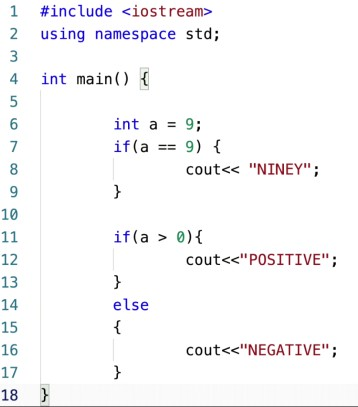 1 #include <iostream>
2 using namespace std;
3
4 int main() {
5
6 int a = 9;
7 if(a == 9) {
8 cout<< "NINEY";
9 }
10
11 if(a > 0){
12 cout<<"POSITIVE";
13 }
14 else
15 {
16 cout<<"NEGATIVE";
17 }
18 }